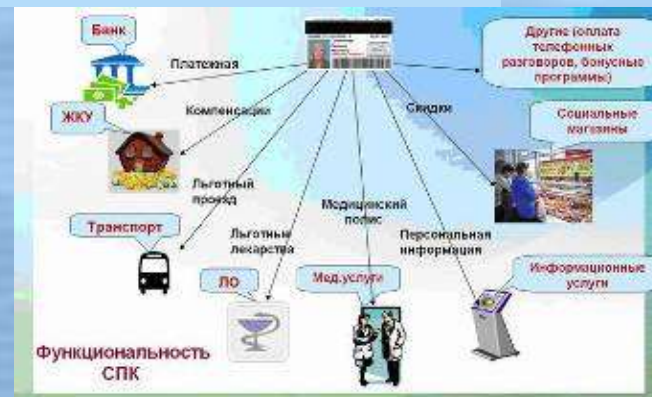 Банк
Платежная
Другие (оплата
телефонных
разговоров, бонусные
программы)
ЖКУ
Компенсации
Скидки
Социальные
магазины
Льготный
проезд
Транспорт
Льготные
лекарства
Медицинский
полис
Персональная
информация
ЛО
Мед.услуги
Информационные
услуги
Функциональность
СПК